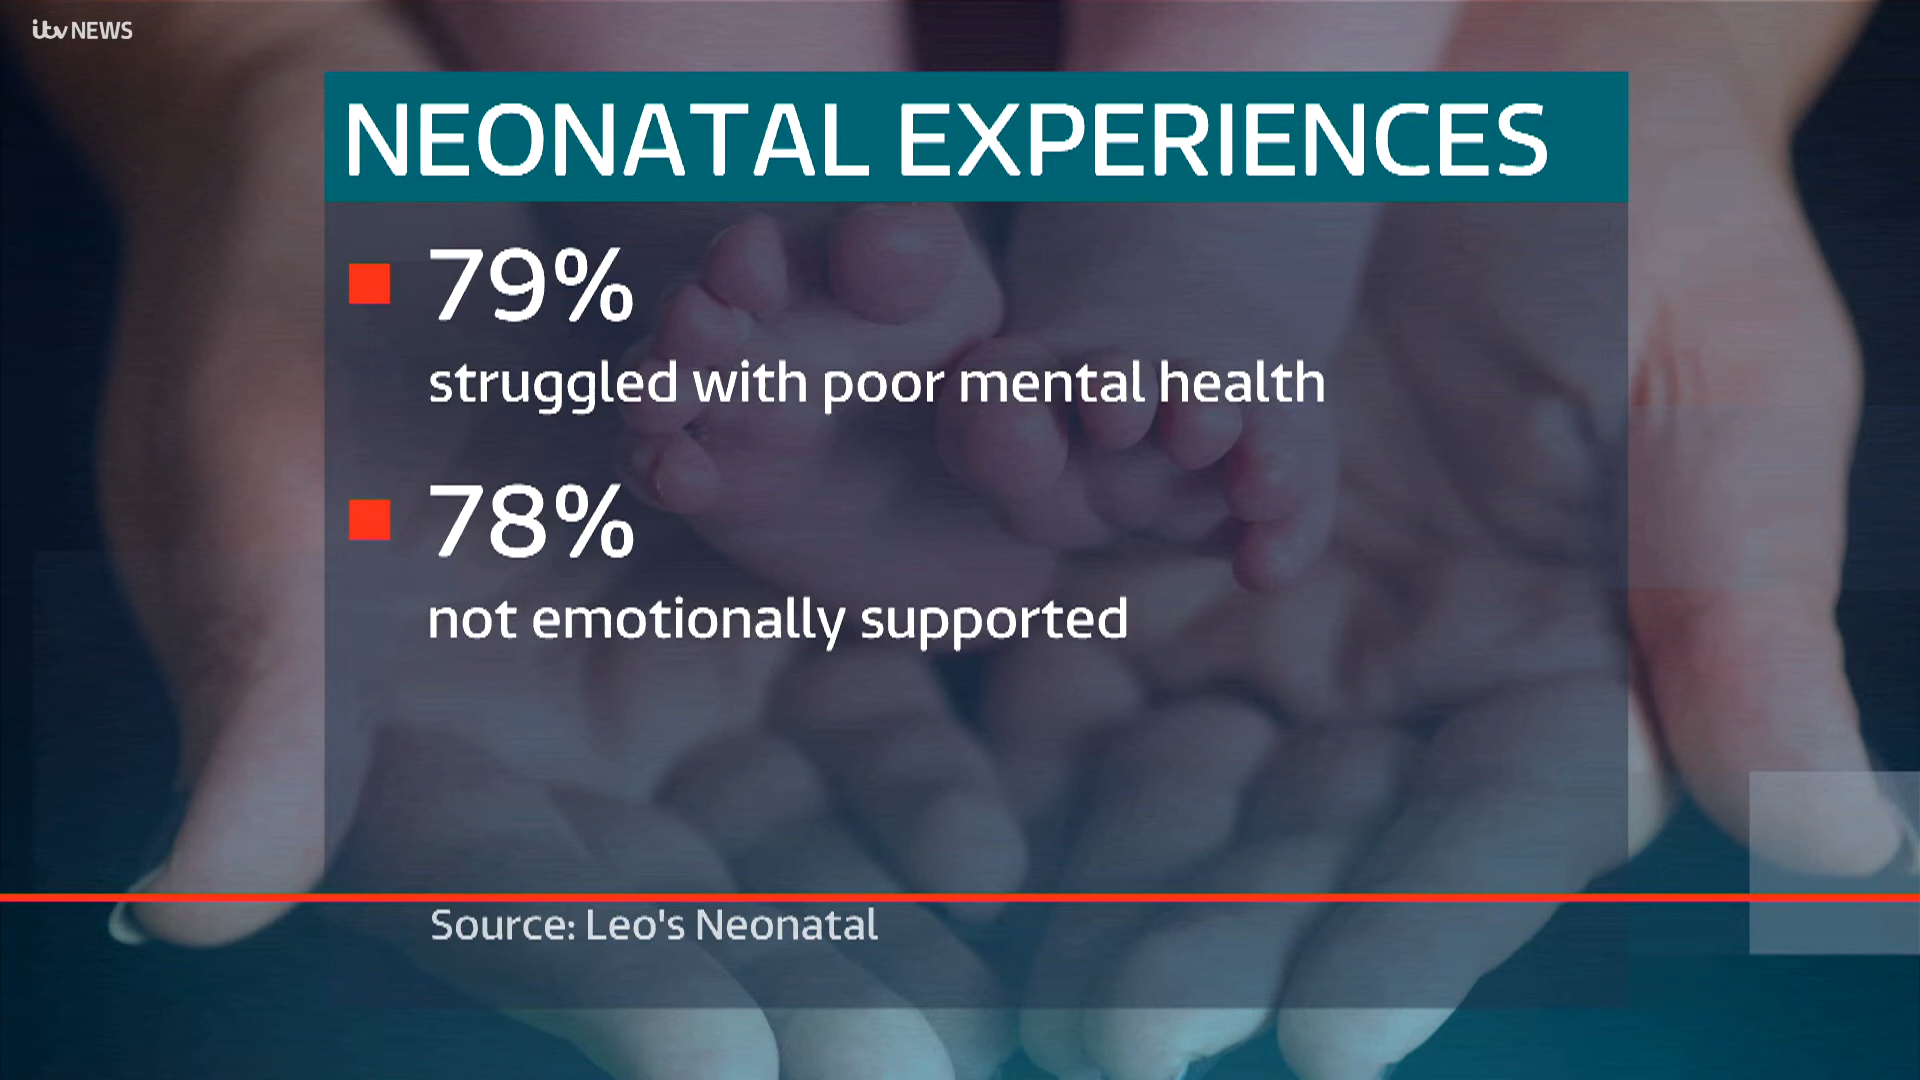 itv NEWS
NEONATAL EXPERIENCES
79%
struggled with poor mental health
78%
not emotionally supported
Source: Leo's Neonatal